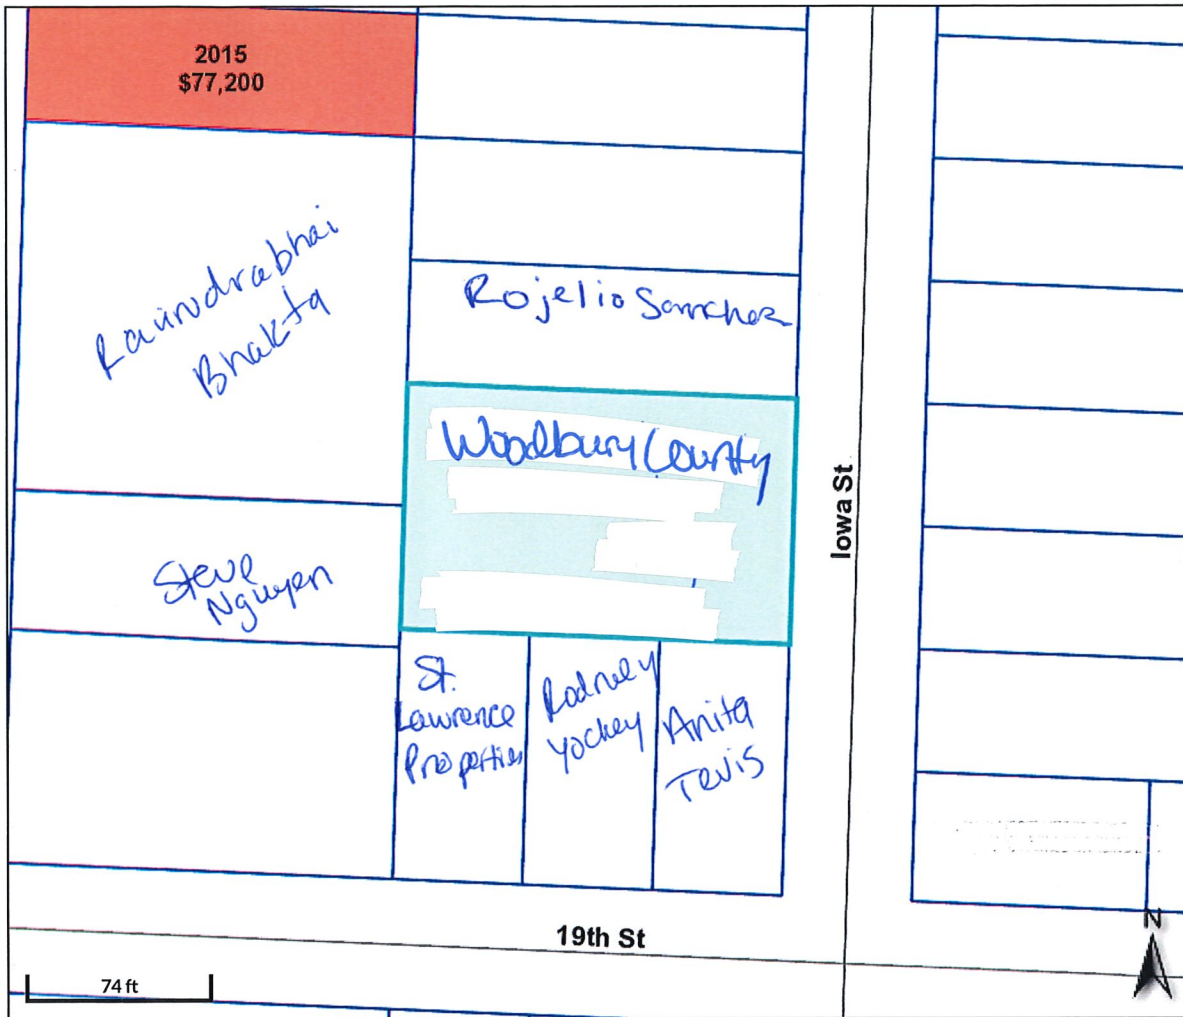 2015
$77,200
Ravindrabhai
Bhakta
Rojelio Sanchez
Woodbury County
Iowa St
Steve
Nguyen
St.
Lawrence
Properties
Rodney
Yockey
Anita
Tevis
19th St
N
74 ft